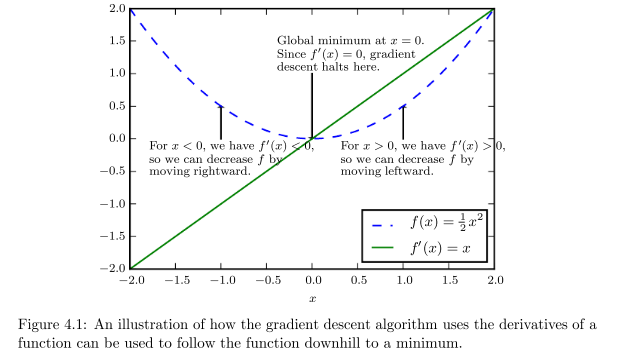 2.0
1.5
1.0
0.5
0.0
−0.5
−1.0
−1.5
−2.0
Global minimum at x = 0.
Since f′(x) = 0, gradient
descent halts here.
For x < 0, we have f′(x) < 0,
so we can decrease f by
moving rightward.
For x > 0, we have f′(x) > 0,
so we can decrease f by
moving leftward.
f(x) = ½x²
f′(x) = x
−2.0 −1.5 −1.0 −0.5 0.0 0.5 1.0 1.5 2.0
x
Figure 4.1: An illustration of how the gradient descent algorithm uses the derivatives of a
function can be used to follow the function downhill to a minimum.